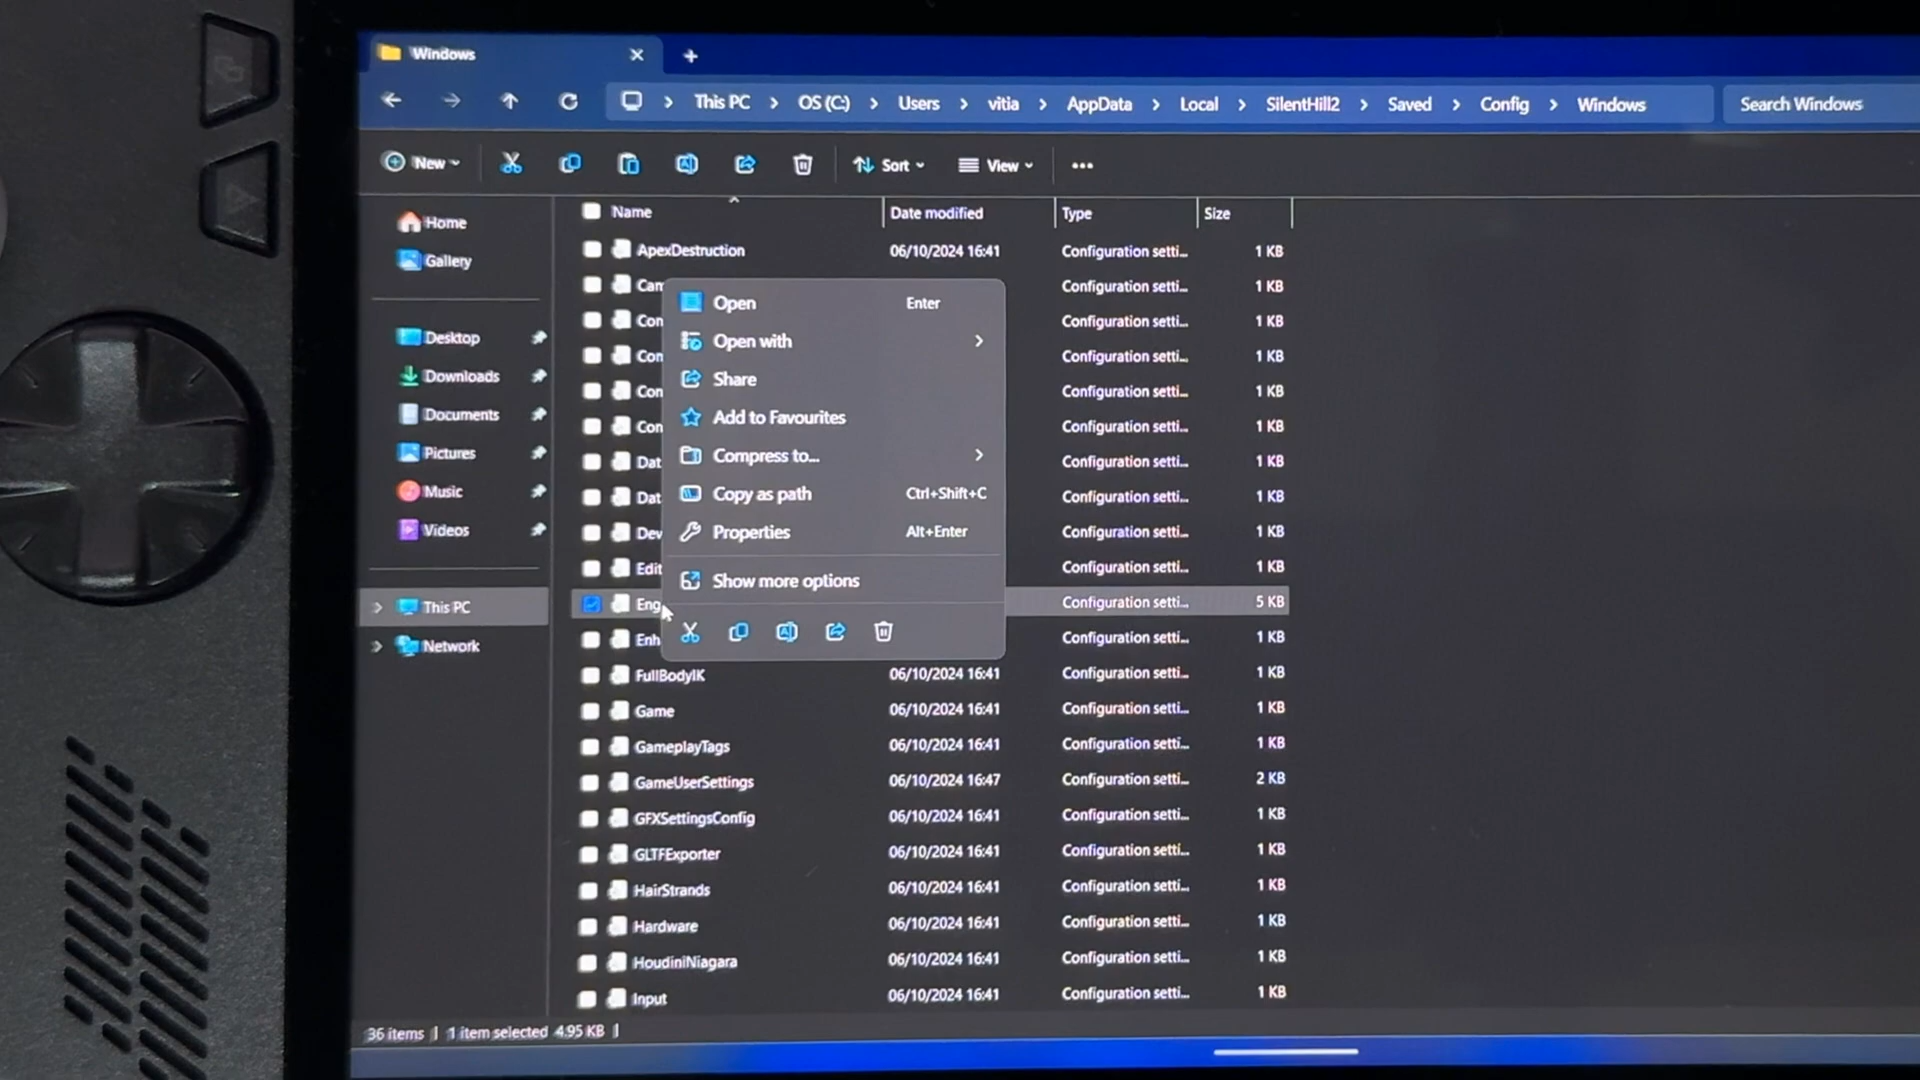 Windows
This PC > OS (C:) > Users > vitia > AppData > Local > SilentHill2 > Saved > Config > Windows
Search Windows
New
Sort
View
Home
Gallery
Desktop
Downloads
Documents
Pictures
Music
Videos
This PC
Network
Name Date modified Type Size
ApexDestruction 06/10/2024 16:41 Configuration setti... 1 KB
Cam Configuration setti... 1 KB
Con Configuration setti... 1 KB
Con Configuration setti... 1 KB
Con Configuration setti... 1 KB
Con Configuration setti... 1 KB
Dat Configuration setti... 1 KB
Dat Configuration setti... 1 KB
Dev Configuration setti... 1 KB
Edit Configuration setti... 1 KB
Eng Configuration setti... 5 KB
Enh Configuration setti... 1 KB
FullBodyIK 06/10/2024 16:41 Configuration setti... 1 KB
Game 06/10/2024 16:41 Configuration setti... 1 KB
GameplayTags 06/10/2024 16:41 Configuration setti... 1 KB
GameUserSettings 06/10/2024 16:47 Configuration setti... 2 KB
GFXSettingsConfig 06/10/2024 16:41 Configuration setti... 1 KB
GLTFExporter 06/10/2024 16:41 Configuration setti... 1 KB
HairStrands 06/10/2024 16:41 Configuration setti... 1 KB
Hardware 06/10/2024 16:41 Configuration setti... 1 KB
HoudiniNiagara 06/10/2024 16:41 Configuration setti... 1 KB
Input 06/10/2024 16:41 Configuration setti... 1 KB
Open Enter
Open with
Share
Add to Favourites
Compress to...
Copy as path Ctrl+Shift+C
Properties Alt+Enter
Show more options
36 items | 1 item selected 4.95 KB |